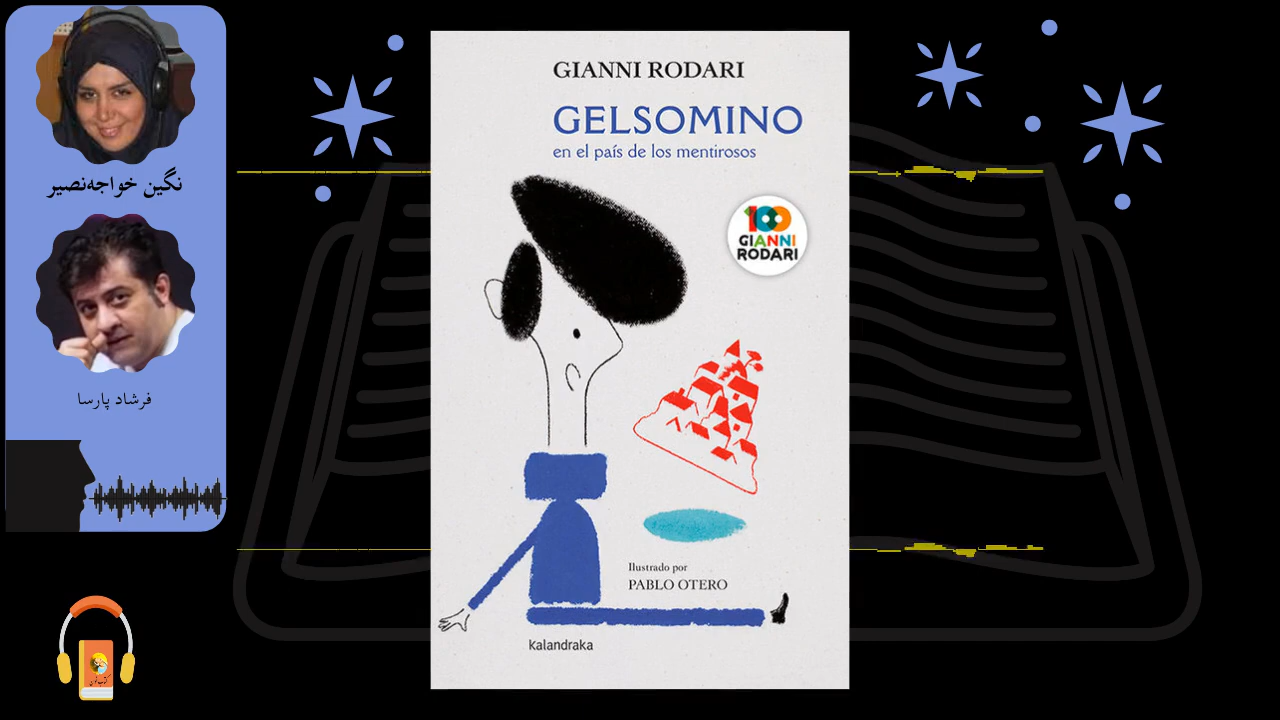 نگین خواجه‌نصیر
فرشاد پارسا
GIANNI RODARI
GELSOMINO
en el país de los mentirosos
100
GIANNI
RODARI
Ilustrado por
PABLO OTERO
Kalandraka